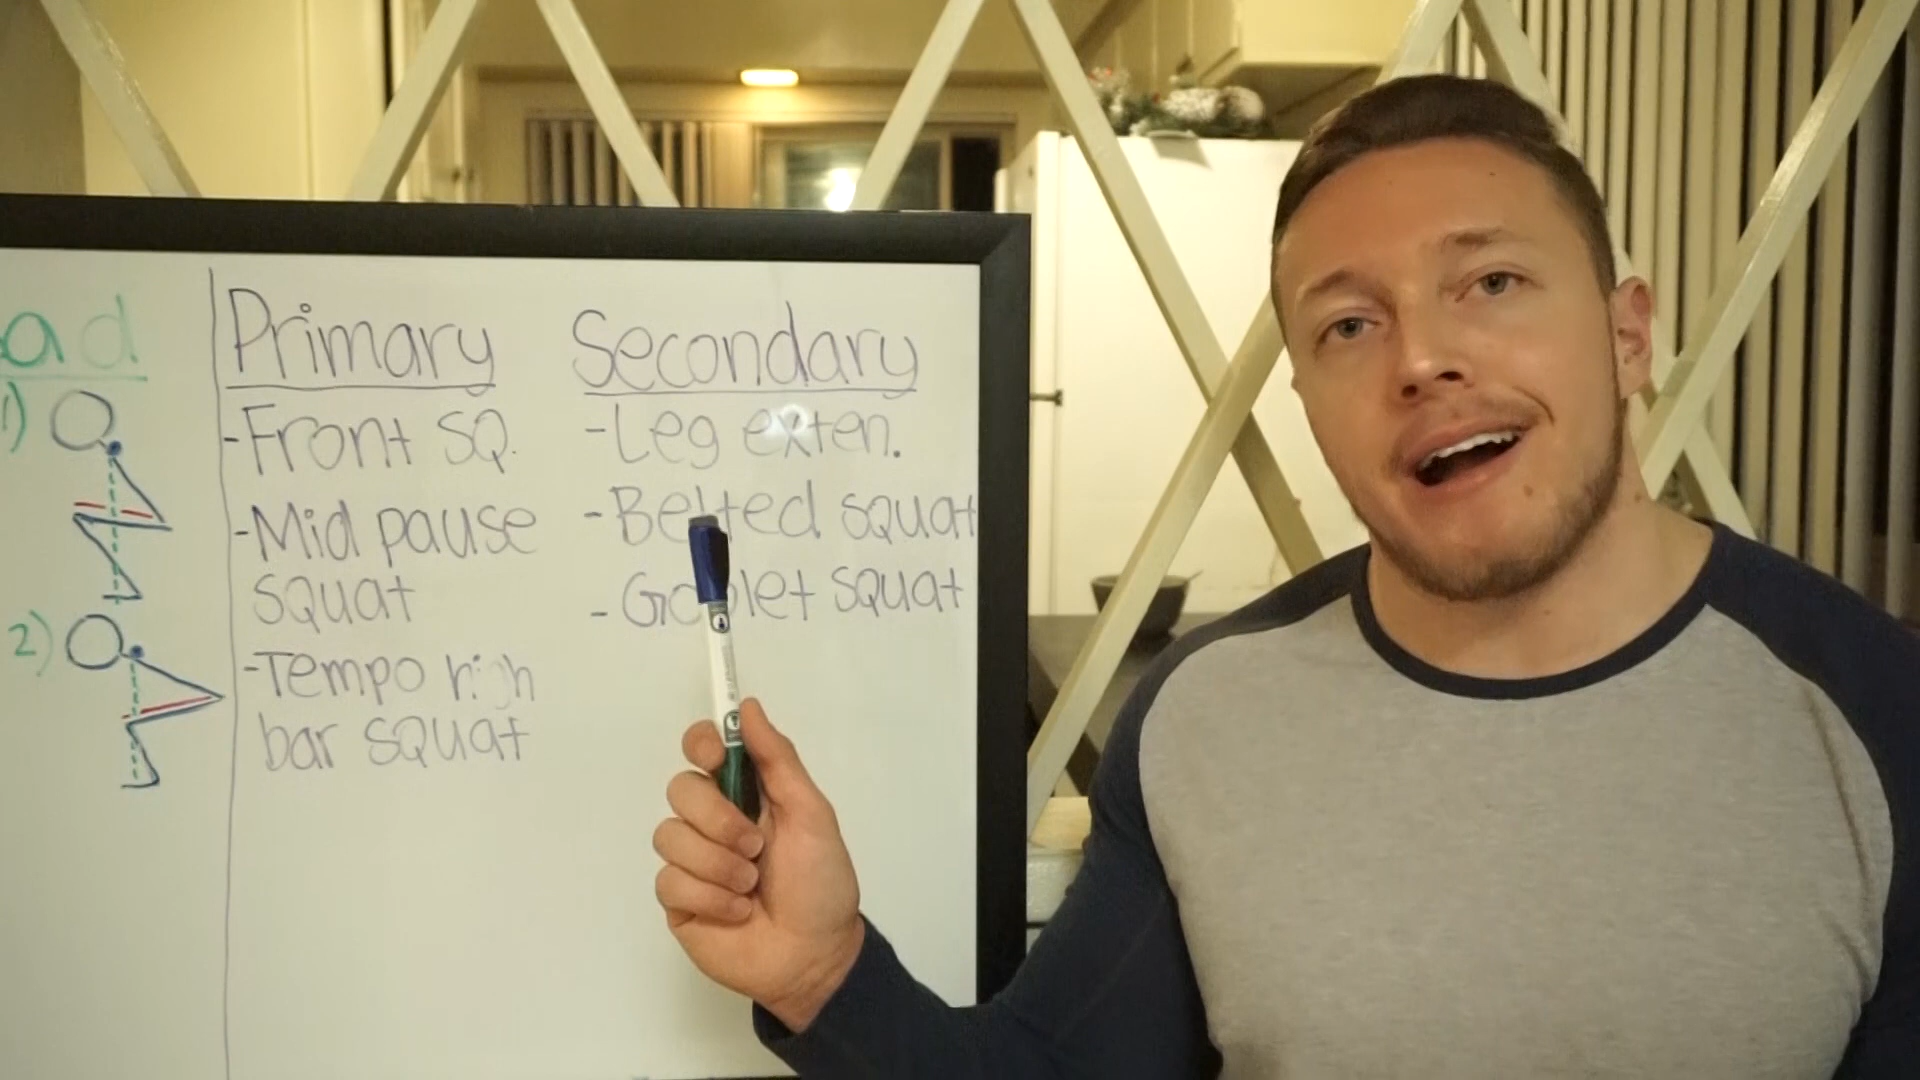 ad
1)
2)
Primary
-Front SQ.
-Mid pause
squat
-Tempo high
bar squat
Secondary
-Leg exten.
-Belted squat
-Goblet squat